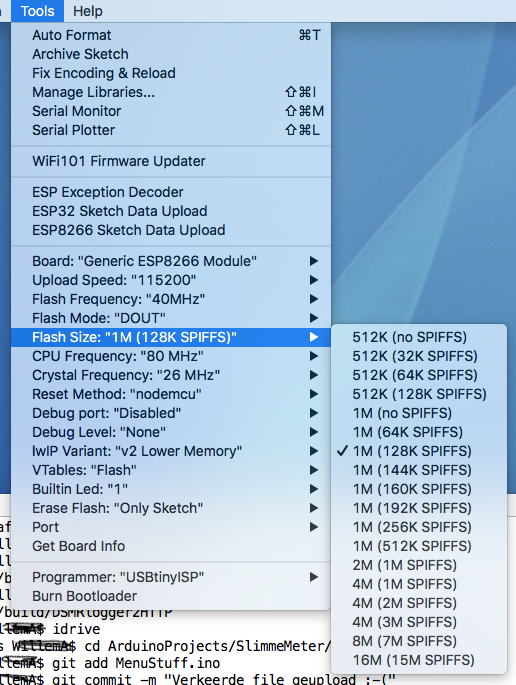 Tools Help
Auto Format ⌘T
Archive Sketch
Fix Encoding & Reload
Manage Libraries... ⇧⌘I
Serial Monitor ⇧⌘M
Serial Plotter ⇧⌘L
WiFi101 Firmware Updater
ESP Exception Decoder
ESP32 Sketch Data Upload
ESP8266 Sketch Data Upload
Board: "Generic ESP8266 Module"
Upload Speed: "115200"
Flash Frequency: "40MHz"
Flash Mode: "DOUT"
Flash Size: "1M (128K SPIFFS)"
CPU Frequency: "80 MHz"
Crystal Frequency: "26 MHz"
Reset Method: "nodemcu"
Debug port: "Disabled"
Debug Level: "None"
lwIP Variant: "v2 Lower Memory"
VTables: "Flash"
Builtin Led: "1"
Erase Flash: "Only Sketch"
Port
Get Board Info
Programmer: "USBtinyISP"
Burn Bootloader
512K (no SPIFFS)
512K (32K SPIFFS)
512K (64K SPIFFS)
512K (128K SPIFFS)
1M (no SPIFFS)
1M (64K SPIFFS)
✓ 1M (128K SPIFFS)
1M (144K SPIFFS)
1M (160K SPIFFS)
1M (192K SPIFFS)
1M (256K SPIFFS)
1M (512K SPIFFS)
2M (1M SPIFFS)
4M (1M SPIFFS)
4M (2M SPIFFS)
4M (3M SPIFFS)
8M (7M SPIFFS)
16M (15M SPIFFS)
/build/DSMRlogger2HTTP
$ idrive
$ cd ArduinoProjects/SlimmeMeter/
$ git add MenuStuff.ino
$ git commit -m "Verkeerde file geupload :-("